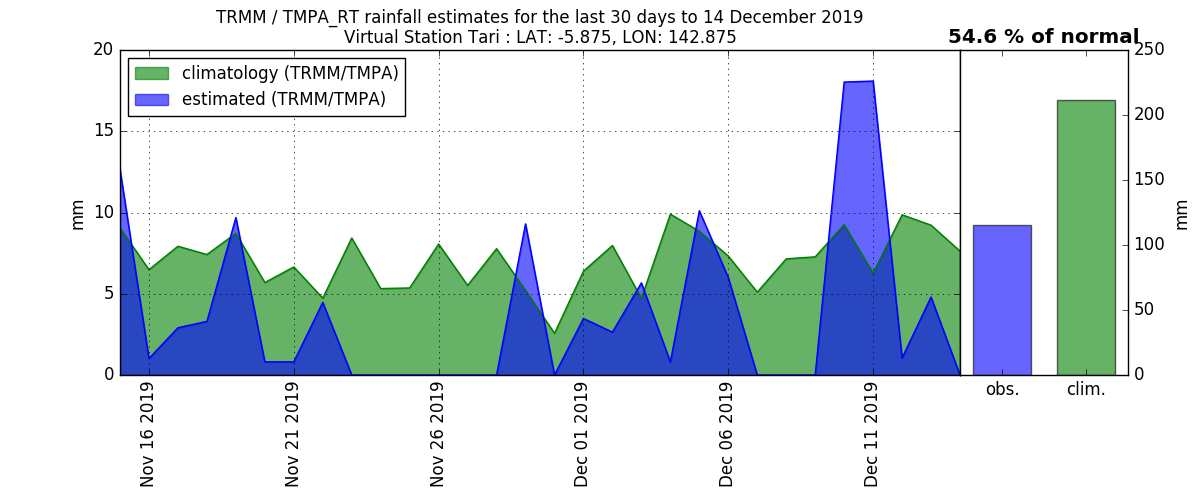 TRMM / TMPA_RT rainfall estimates for the last 30 days to 14 December 2019
Virtual Station Tari : LAT: -5.875, LON: 142.875
54.6 % of normal
climatology (TRMM/TMPA)
estimated (TRMM/TMPA)
20
15
10
5
0
mm
Nov 16 2019
Nov 21 2019
Nov 26 2019
Dec 01 2019
Dec 06 2019
Dec 11 2019
obs.
clim.
250
200
150
100
50
0
mm